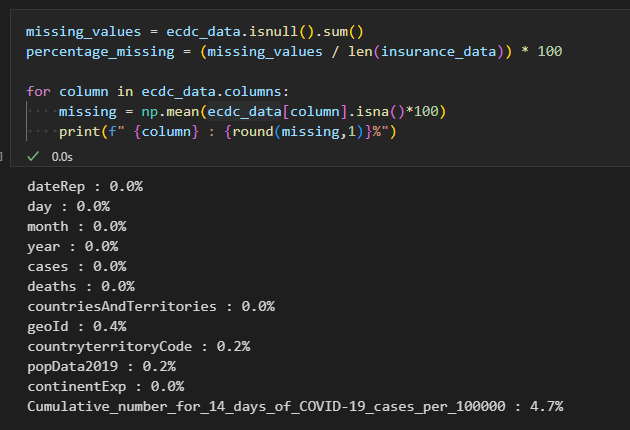 missing_values = ecdc_data.isnull().sum()
percentage_missing = (missing_values / len(insurance_data)) * 100
for column in ecdc_data.columns:
    missing = np.mean(ecdc_data[column].isna()*100)
    print(f" {column} : {round(missing,1)}%")
0.0s
dateRep : 0.0%
day : 0.0%
month : 0.0%
year : 0.0%
cases : 0.0%
deaths : 0.0%
countriesAndTerritories : 0.0%
geoId : 0.4%
countryterritoryCode : 0.2%
popData2019 : 0.2%
continentExp : 0.0%
Cumulative_number_for_14_days_of_COVID-19_cases_per_100000 : 4.7%